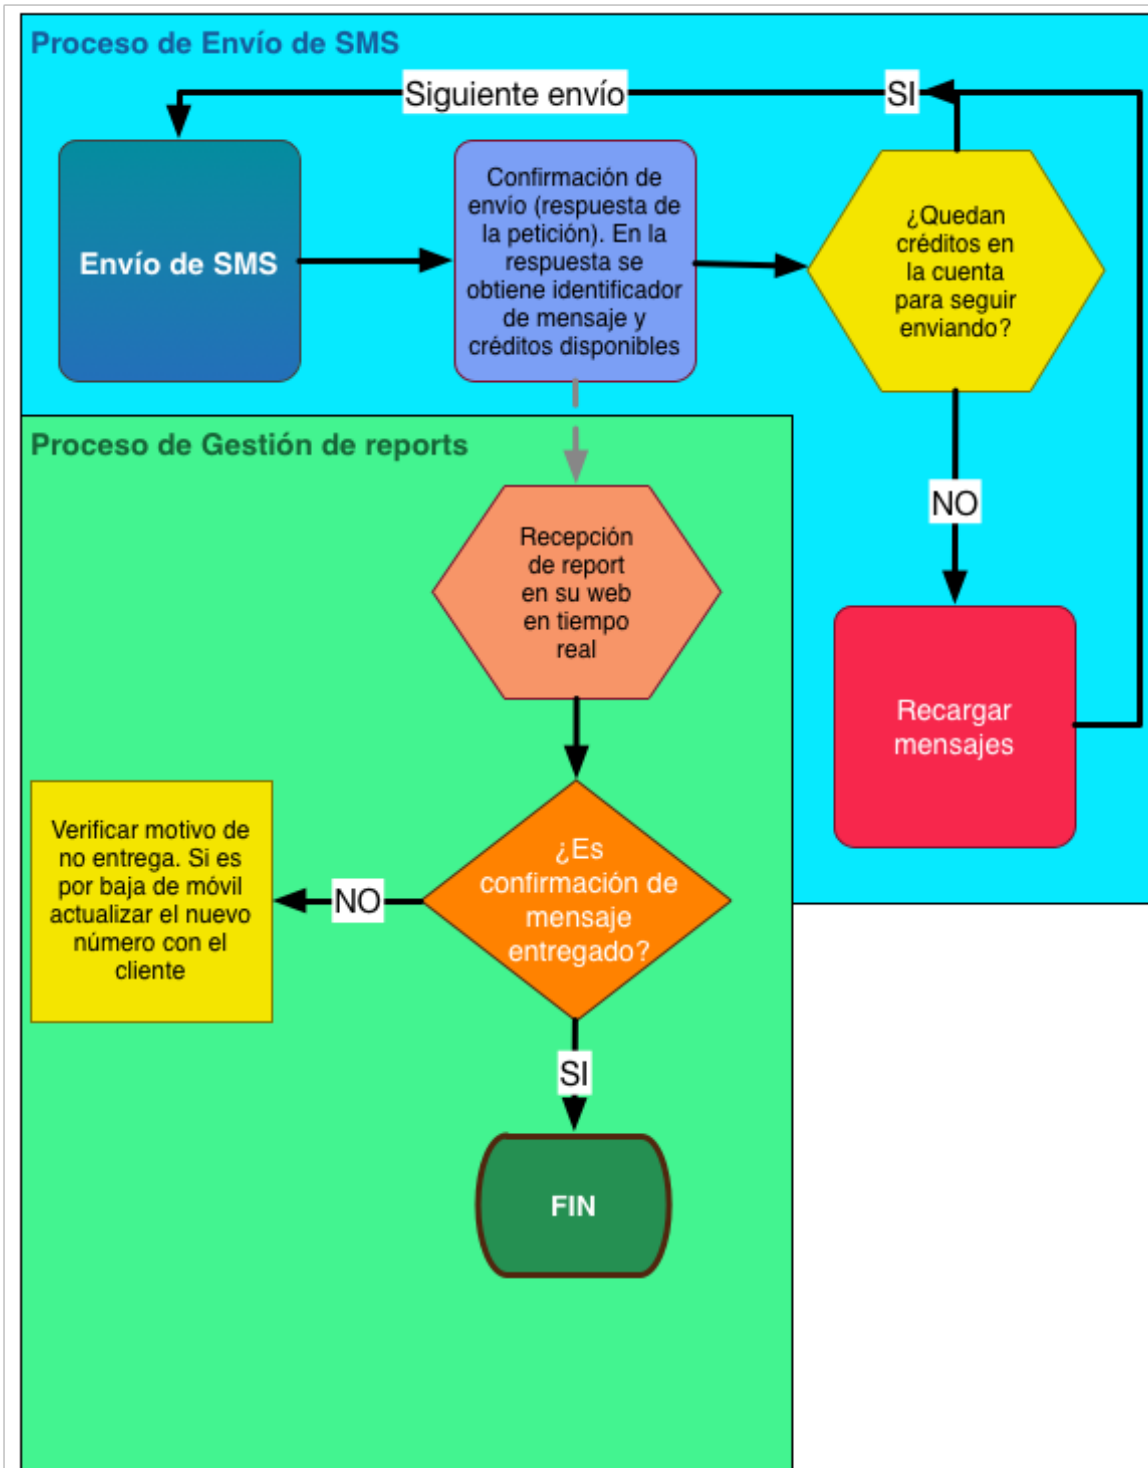 Proceso de Envío de SMS
Siguiente envío
SI
Envío de SMS
Confirmación de
envío (respuesta de
la petición). En la
respuesta se
obtiene identificador
de mensaje y
créditos disponibles
¿Quedan
créditos en
la cuenta
para seguir
enviando?
NO
Recargar
mensajes
Proceso de Gestión de reports
Recepción
de report
en su web
en tiempo
real
¿Es
confirmación de
mensaje
entregado?
NO
Verificar motivo de
no entrega. Si es
por baja de móvil
actualizar el nuevo
número con el
cliente
SI
FIN